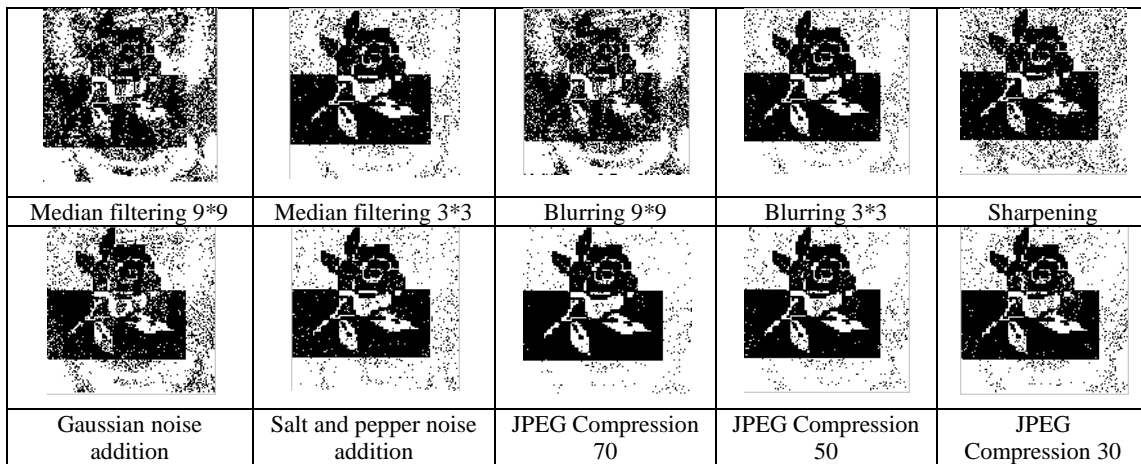 Median filtering 9*9
Median filtering 3*3
Blurring 9*9
Blurring 3*3
Sharpening
Gaussian noise
addition
Salt and pepper noise
addition
JPEG Compression
70
JPEG Compression
50
JPEG
Compression 30